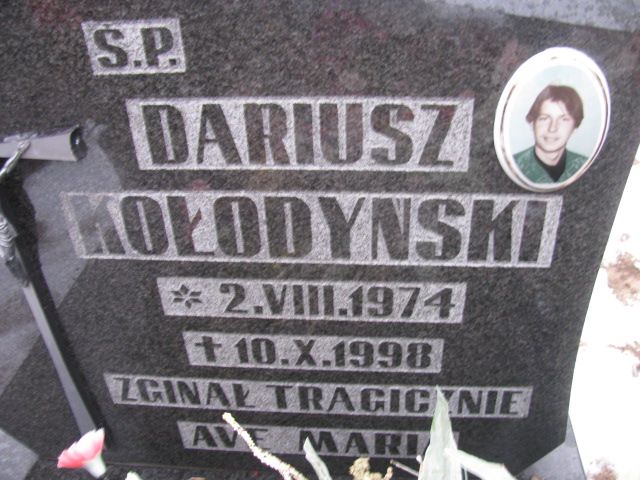 Ś.P.
DARIUSZ
KOŁODYŃSKI
* 2.VIII.1974
† 10.X.1998
ZGINAŁ TRAGICZNIE
AVE MARIA